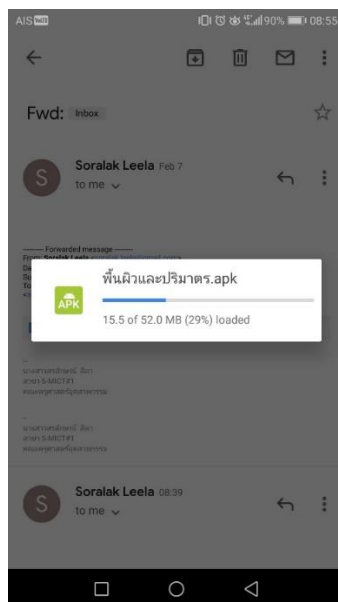 AIS
90%
08:55
Fwd:
Inbox
Soralak Leela Feb 7
to me
Forwarded message
From: Soralak Leela
พื้นผิวและปริมาตร.apk
APK
15.5 of 52.0 MB (29%) loaded
Soralak Leela 08:39
to me